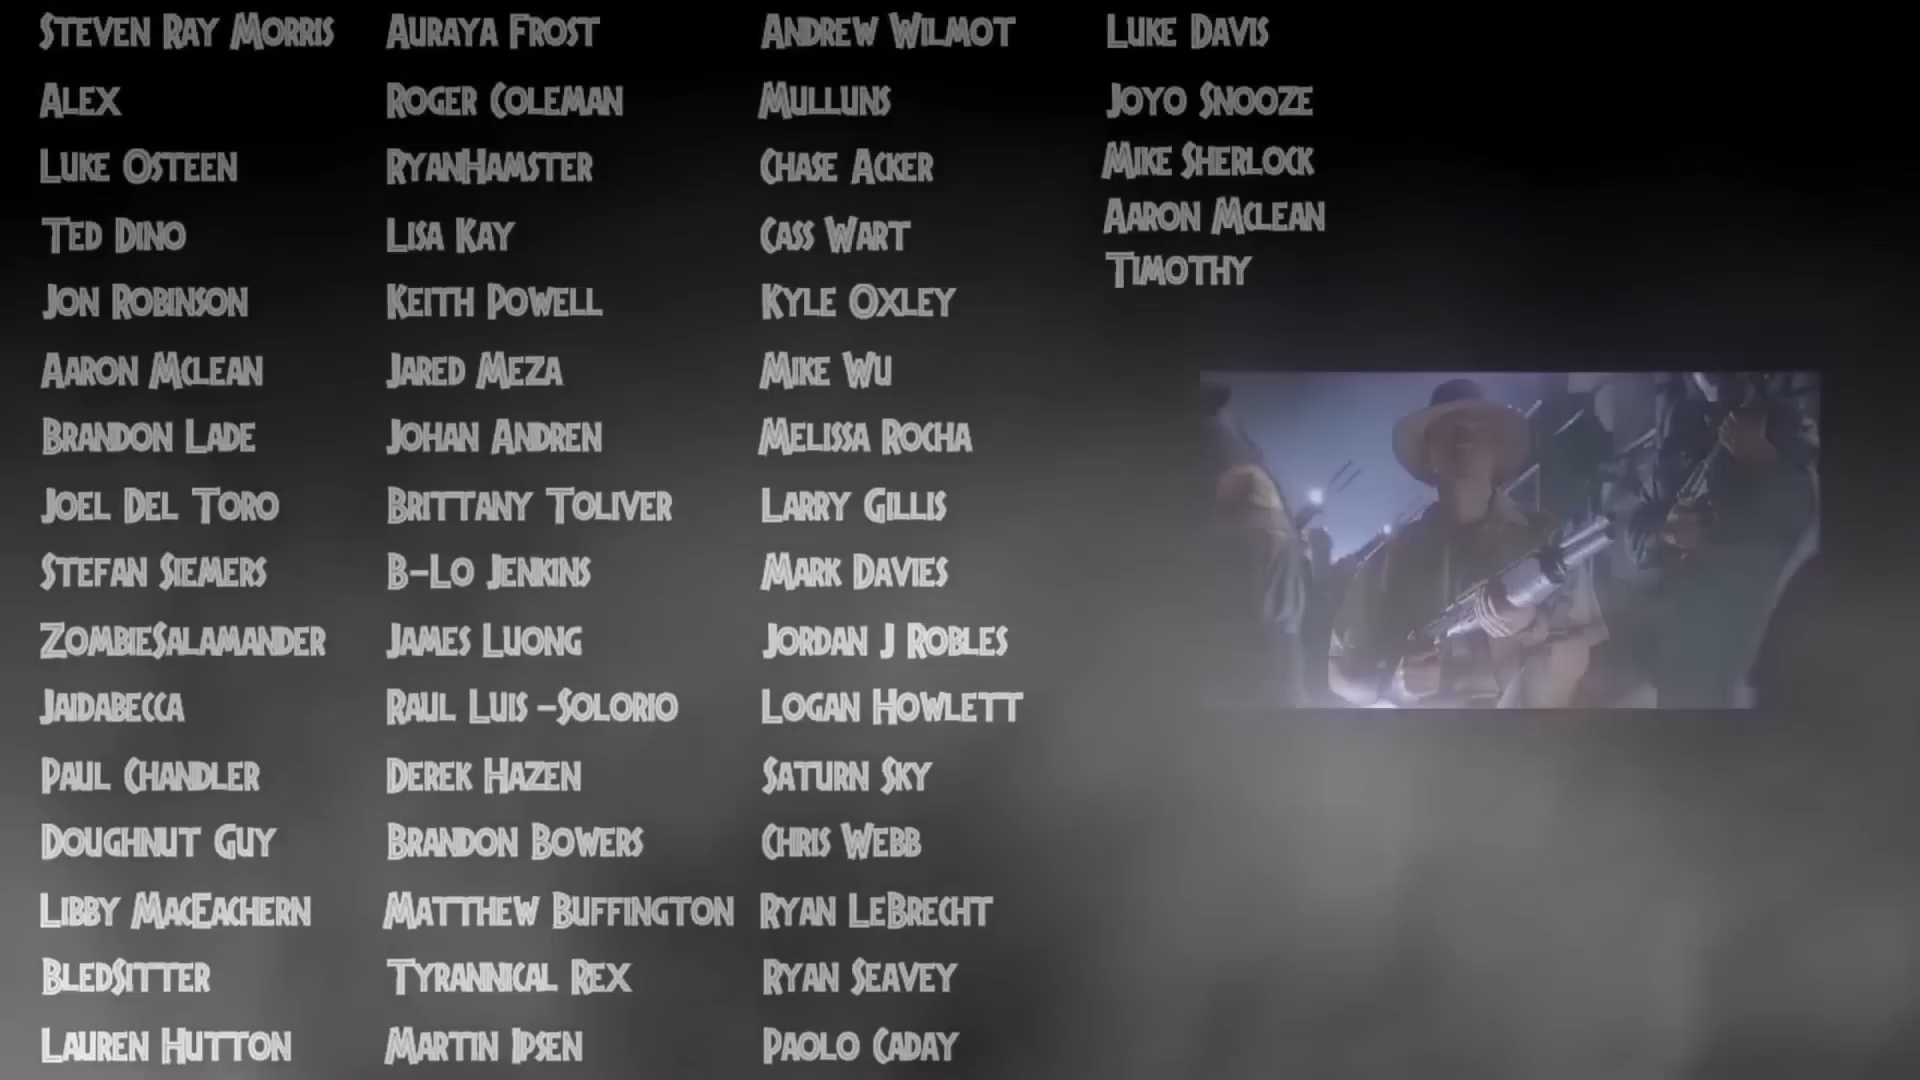 Steven Ray Morris
Alex
Luke Osteen
Ted Dino
Jon Robinson
Aaron Mclean
Brandon Lade
Joel Del Toro
Stefan Siemers
ZombieSalamander
Jaidabecca
Paul Chandler
Doughnut Guy
Libby MacEachern
BledSitter
Lauren Hutton
Auraya Frost
Roger Coleman
RyanHamster
Lisa Kay
Keith Powell
Jared Meza
Johan Andren
Brittany Toliver
B-Lo Jenkins
James Luong
Raul Luis -Solorio
Derek Hazen
Brandon Bowers
Matthew Buffington
Tyrannical Rex
Martin Ipsen
Andrew Wilmot
Mulluns
Chase Acker
Cass Wart
Kyle Oxley
Mike Wu
Melissa Rocha
Larry Gillis
Mark Davies
Jordan J Robles
Logan Howlett
Saturn Sky
Chris Webb
Ryan LeBrecht
Ryan Seavey
Paolo Caday
Luke Davis
Joyo Snooze
Mike Sherlock
Aaron Mclean
Timothy